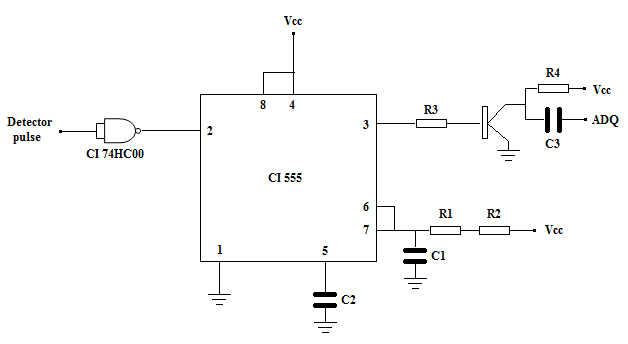 Vcc
8 4
Detector
pulse
CI 74HC00
2
3
R3
R4
Vcc
ADQ
C3
CI 555
6
7
R1 R2
Vcc
C1
1
5
C2